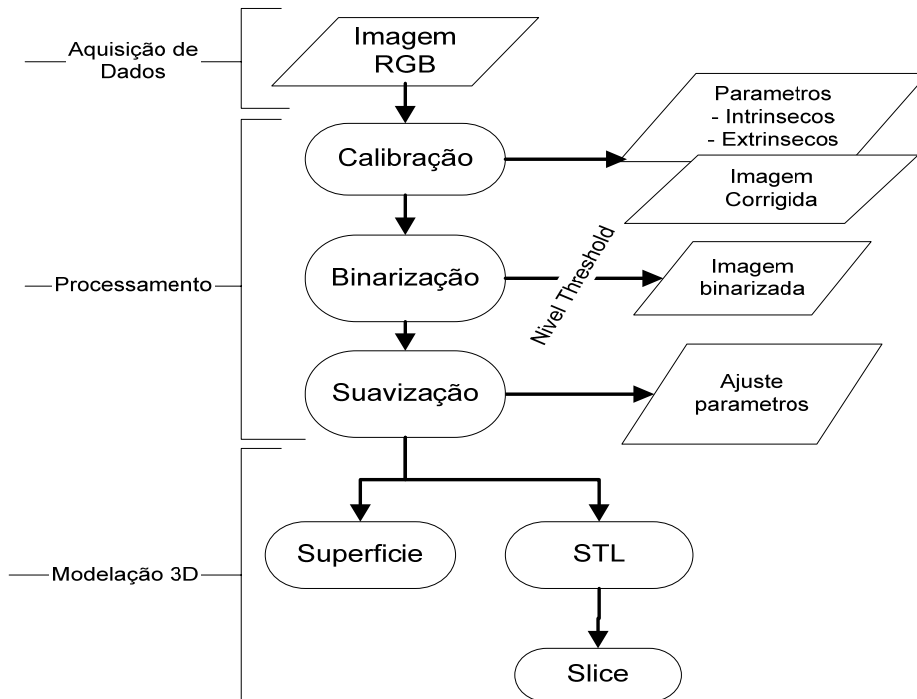 Aquisição de
Dados
Imagem
RGB
Parametros
- Intrinsecos
- Extrinsecos
Calibração
Imagem
Corrigida
Processamento
Binarização
Nivel Threshold
Imagem
binarizada
Suavização
Ajuste
parametros
Modelação 3D
Superficie
STL
Slice